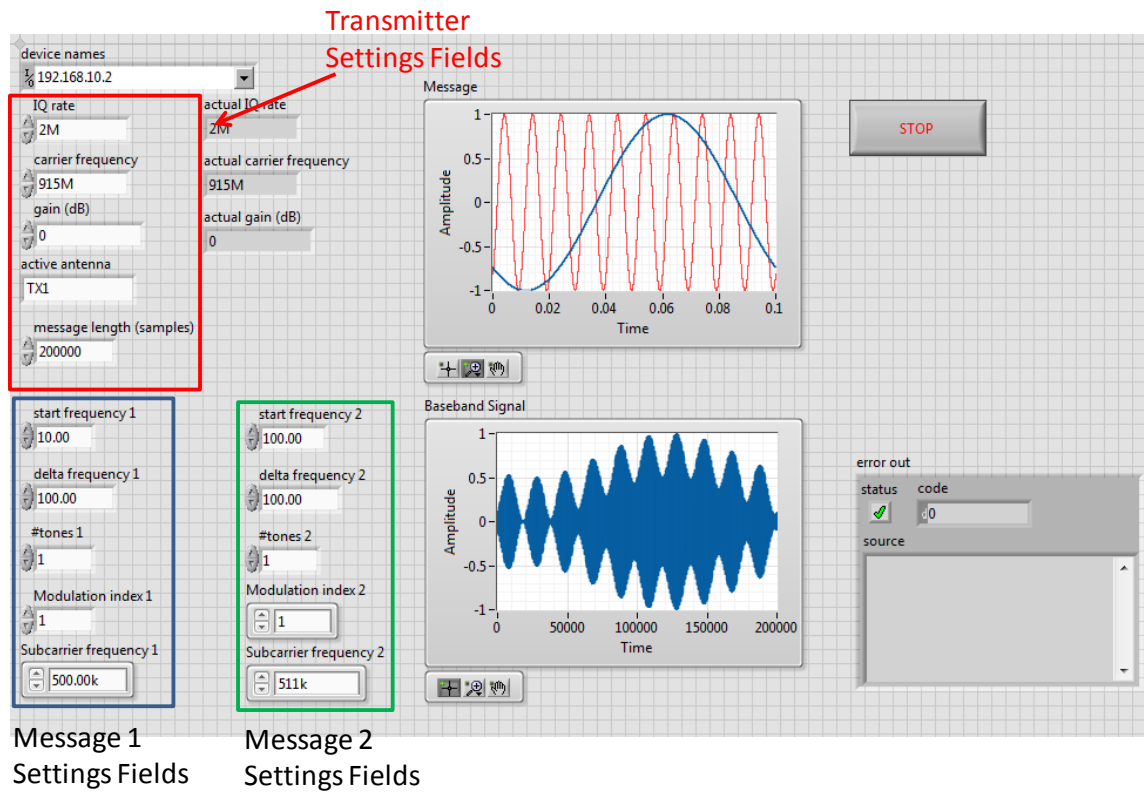 Transmitter
Settings Fields
device names
192.168.10.2
IQ rate
2M
actual IQ rate
2M
carrier frequency
915M
actual carrier frequency
915M
gain (dB)
0
actual gain (dB)
0
active antenna
TX1
message length (samples)
200000
Message
Amplitude
1
0.5
0
-0.5
-1
0 0.02 0.04 0.06 0.08 0.1
Time
STOP
start frequency 1
10.00
delta frequency 1
100.00
#tones 1
1
Modulation index 1
1
Subcarrier frequency 1
500.00k
Message 1
Settings Fields
start frequency 2
100.00
delta frequency 2
100.00
#tones 2
1
Modulation index 2
1
Subcarrier frequency 2
511k
Message 2
Settings Fields
Baseband Signal
Amplitude
1
0.5
0
-0.5
-1
0 50000 100000 150000 200000
Time
error out
status code
d0
source